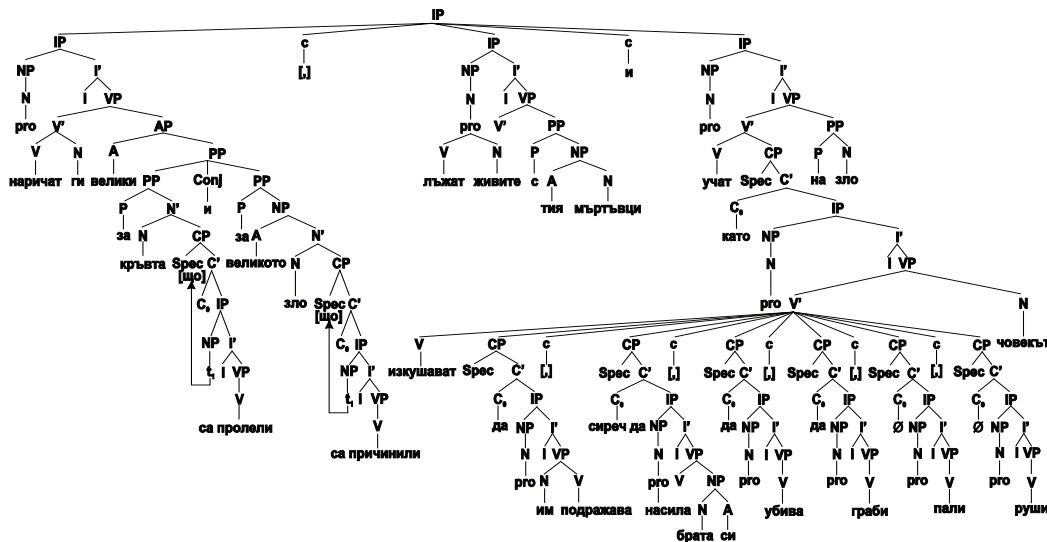 IP
IP c IP c IP
NP I' [,] NP I' и NP I'
N I VP N I VP N I VP
pro V' AP pro V' PP pro V' PP
V N A PP V N P NP V CP P N
наричат ги велики PP Conj PP лъжат живите с A N учат Spec C' на зло
P N' и P NP тия мъртъвци C₀ IP
за N CP за A N' като NP I'
кръвта Spec C' великото N CP N I VP
[що] C₀ IP зло Spec C' pro V' N
NP I' [що] C₀ IP V CP c CP c CP c CP c CP c CP човекът
t₁ I VP NP I' изкушават Spec C' [,] Spec C' [,] Spec C' [,] Spec C' [,] Spec C' [,] Spec C'
V t₁ I VP C₀ IP C₀ IP C₀ IP C₀ IP C₀ IP C₀ IP
са пролели V да NP I' сиреч да NP I' да NP I' да NP I' Ø NP I' Ø NP I'
са причинили N I VP N I VP N I VP N I VP N I VP N I VP
pro N V pro V NP pro V pro V pro V pro V
им подражава насила N A убива граби пали руши
брата си